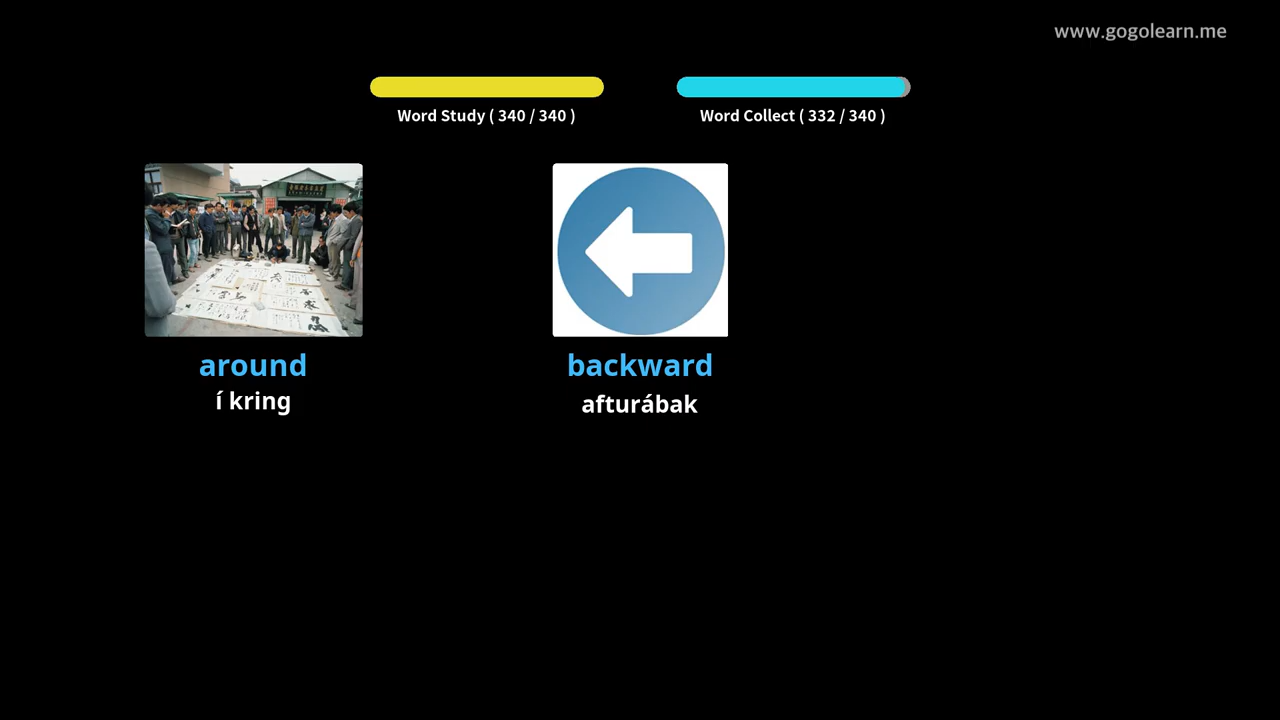 www.gogolearn.me
Word Study ( 340 / 340 )
Word Collect ( 332 / 340 )
around
í kring
backward
afturábak